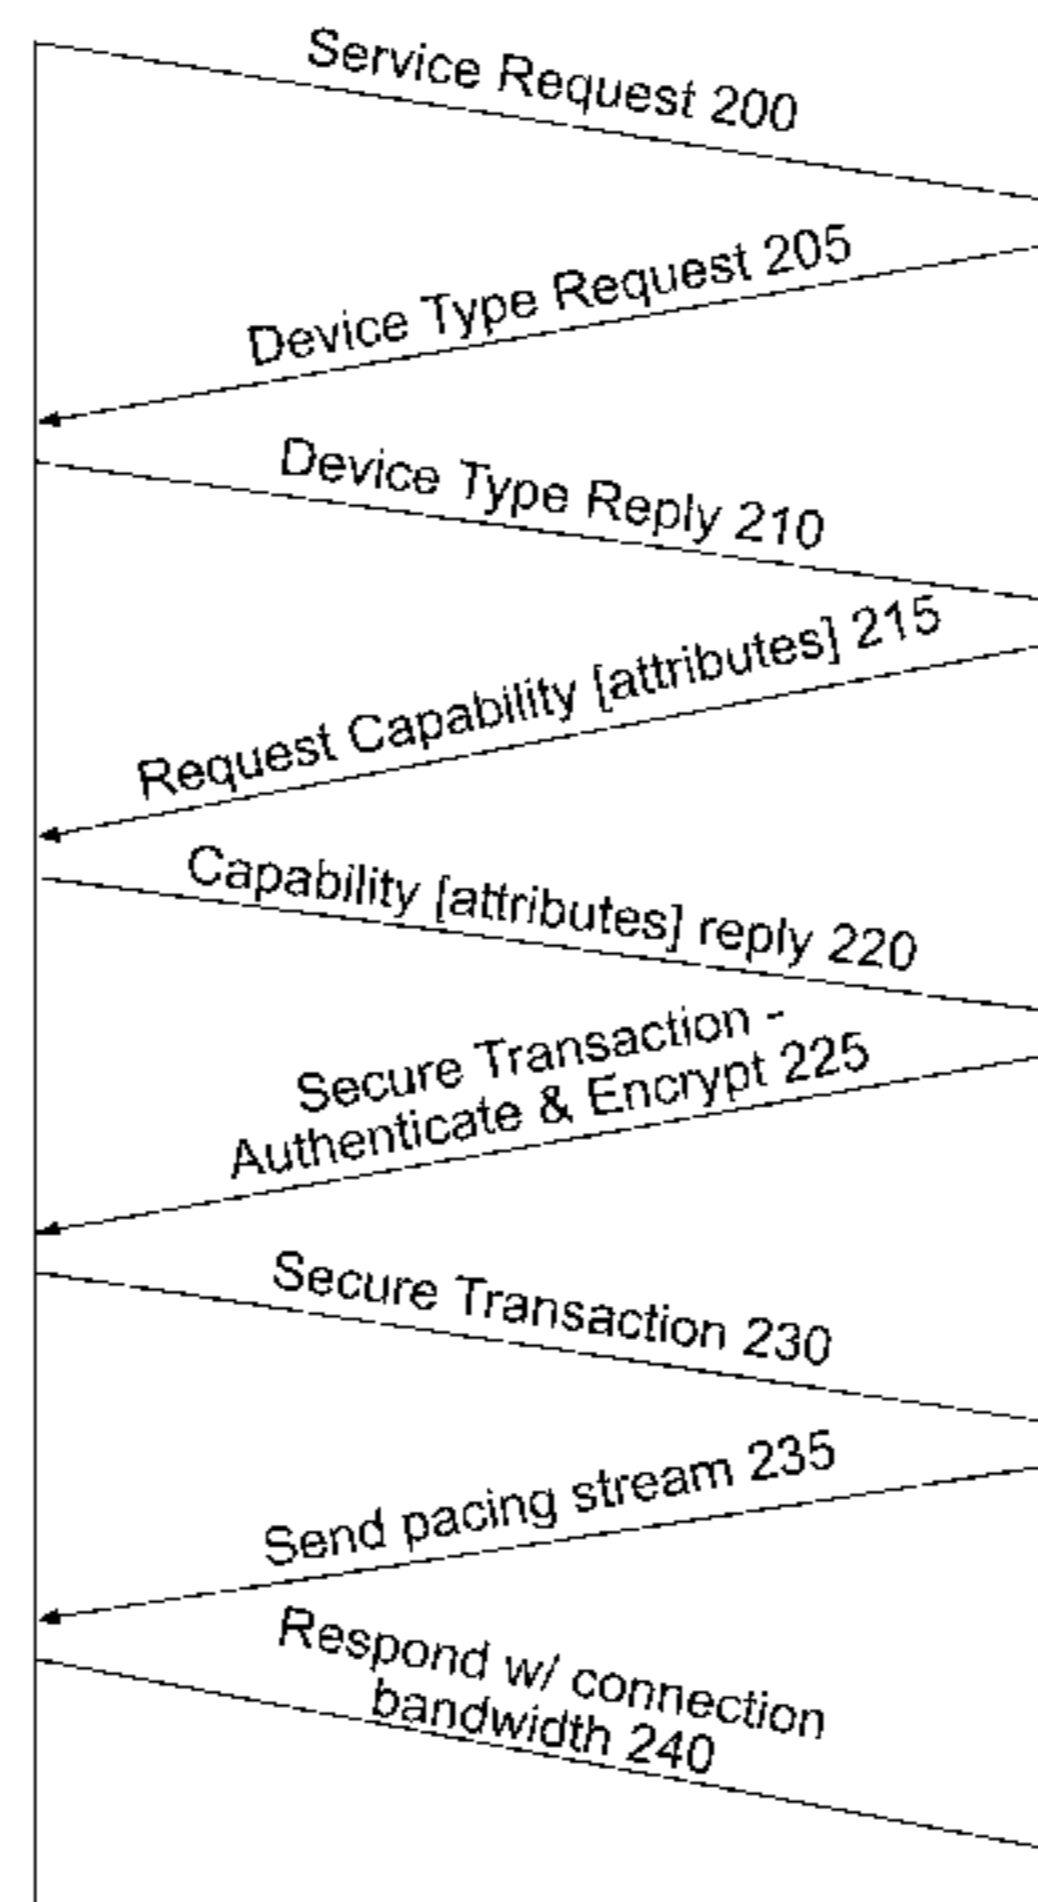 Service Request 200
Device Type Request 205
Device Type Reply 210
Request Capability [attributes] 215
Capability [attributes] reply 220
Secure Transaction -
Authenticate & Encrypt 225
Secure Transaction 230
Send pacing stream 235
Respond w/ connection
bandwidth 240